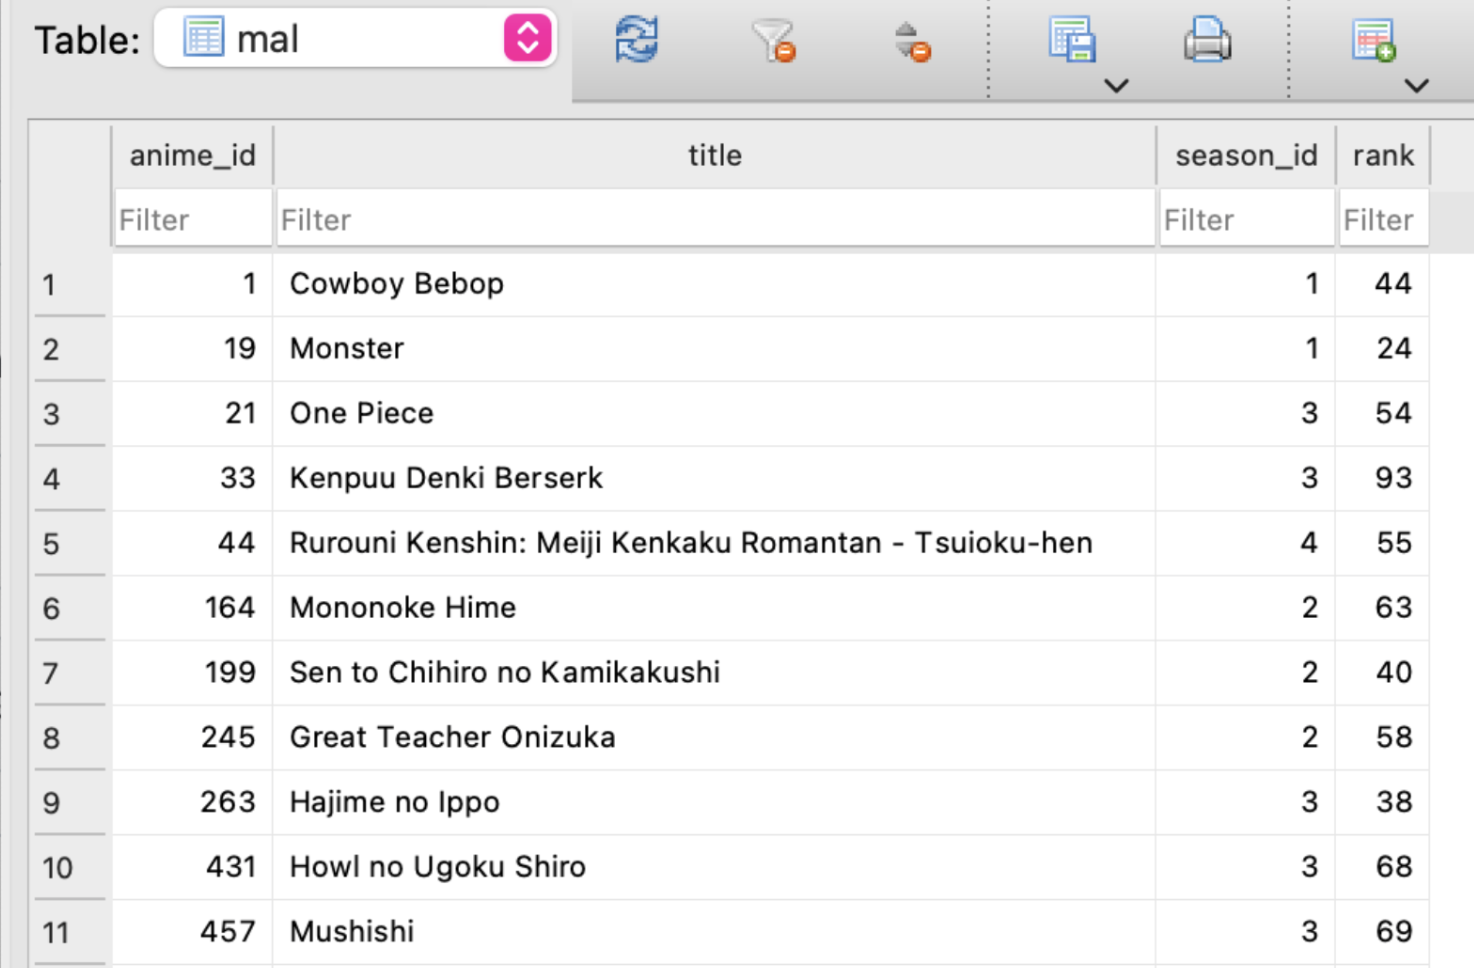 Table: mal
anime_id title season_id rank
Filter Filter Filter Filter
1 1 Cowboy Bebop 1 44
2 19 Monster 1 24
3 21 One Piece 3 54
4 33 Kenpuu Denki Berserk 3 93
5 44 Rurouni Kenshin: Meiji Kenkaku Romantan - Tsuioku-hen 4 55
6 164 Mononoke Hime 2 63
7 199 Sen to Chihiro no Kamikakushi 2 40
8 245 Great Teacher Onizuka 2 58
9 263 Hajime no Ippo 3 38
10 431 Howl no Ugoku Shiro 3 68
11 457 Mushishi 3 69